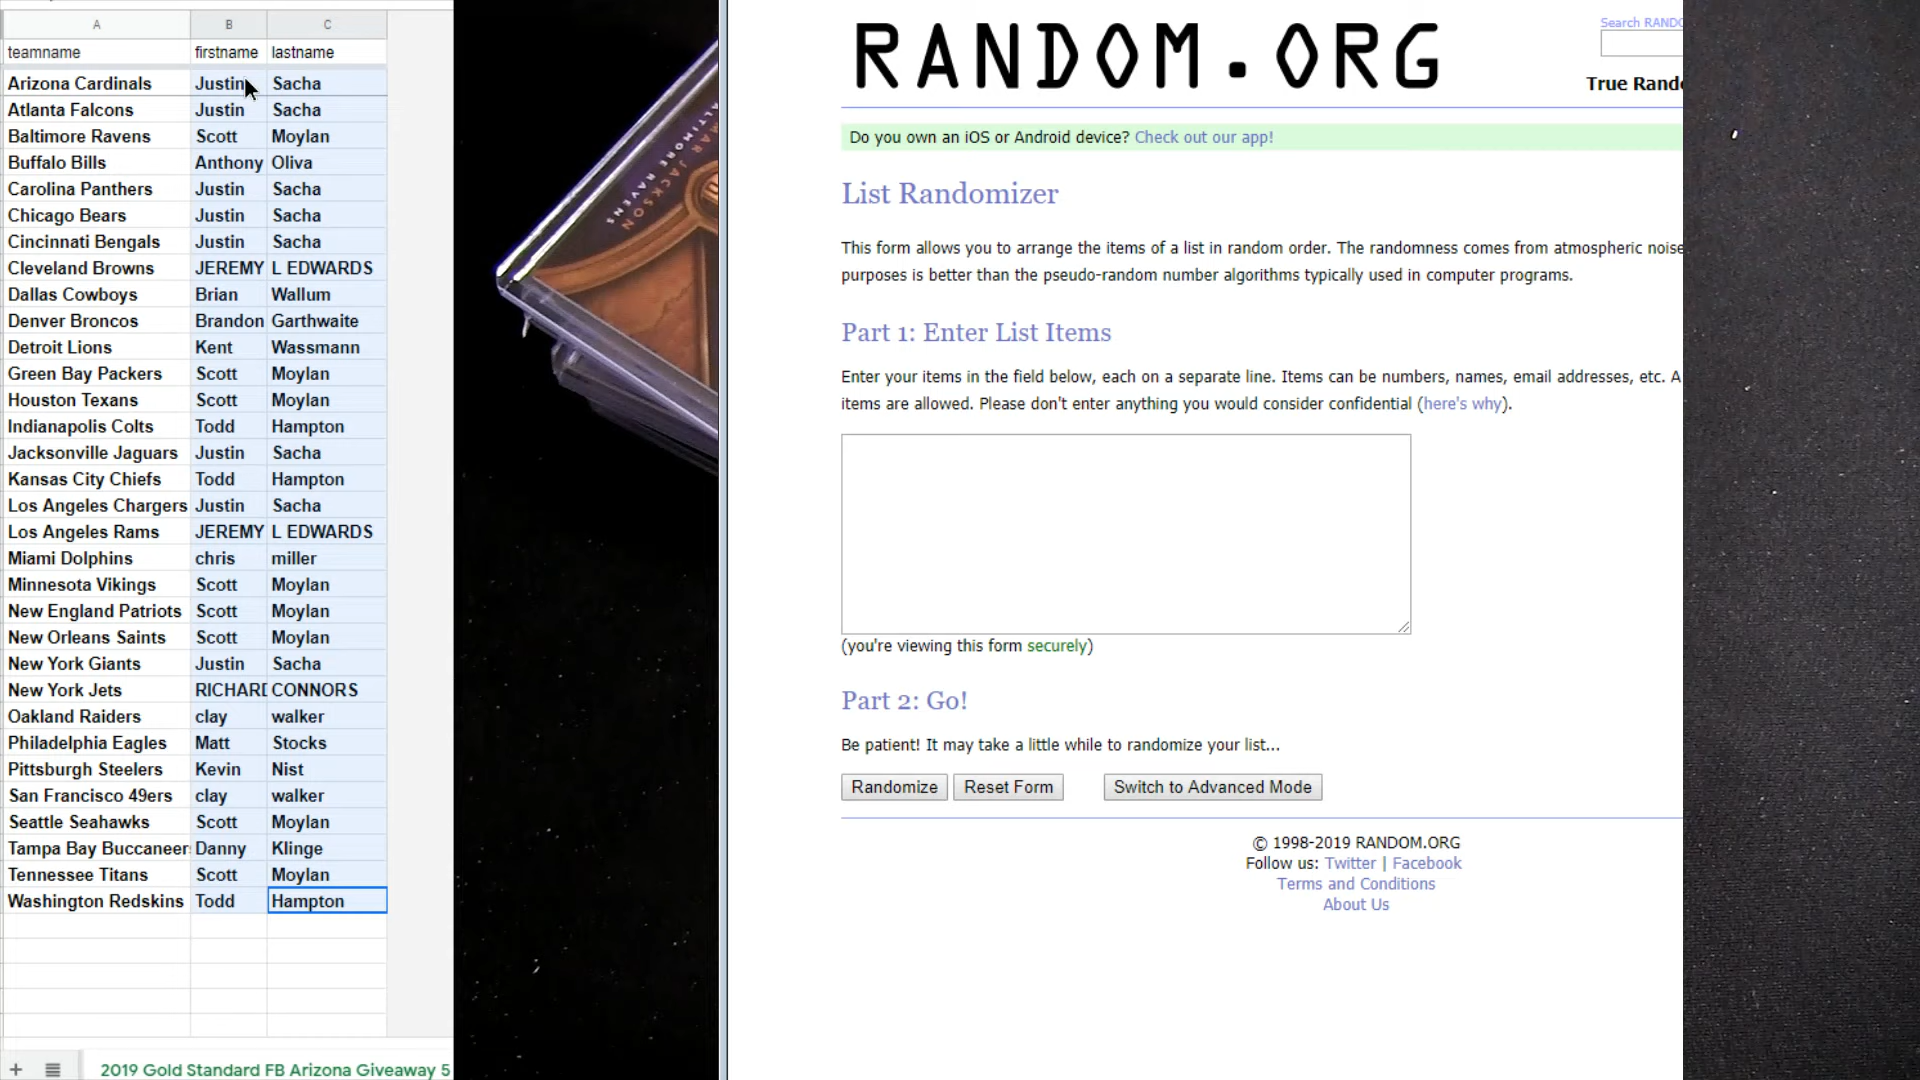 A B C
teamname firstname lastname
Arizona Cardinals Justin Sacha
Atlanta Falcons Justin Sacha
Baltimore Ravens Scott Moylan
Buffalo Bills Anthony Oliva
Carolina Panthers Justin Sacha
Chicago Bears Justin Sacha
Cincinnati Bengals Justin Sacha
Cleveland Browns JEREMY L EDWARDS
Dallas Cowboys Brian Wallum
Denver Broncos Brandon Garthwaite
Detroit Lions Kent Wassmann
Green Bay Packers Scott Moylan
Houston Texans Scott Moylan
Indianapolis Colts Todd Hampton
Jacksonville Jaguars Justin Sacha
Kansas City Chiefs Todd Hampton
Los Angeles Chargers Justin Sacha
Los Angeles Rams JEREMY L EDWARDS
Miami Dolphins chris miller
Minnesota Vikings Scott Moylan
New England Patriots Scott Moylan
New Orleans Saints Scott Moylan
New York Giants Justin Sacha
New York Jets RICHARD CONNORS
Oakland Raiders clay walker
Philadelphia Eagles Matt Stocks
Pittsburgh Steelers Kevin Nist
San Francisco 49ers clay walker
Seattle Seahawks Scott Moylan
Tampa Bay Buccaneer Danny Klinge
Tennessee Titans Scott Moylan
Washington Redskins Todd Hampton
2019 Gold Standard FB Arizona Giveaway 5
JACKSON
BALTIMORE RAVENS
RANDOM.ORG
Search RAND
True Rand
Do you own an iOS or Android device? Check out our app!
List Randomizer
This form allows you to arrange the items of a list in random order. The randomness comes from atmospheric noise
purposes is better than the pseudo-random number algorithms typically used in computer programs.
Part 1: Enter List Items
Enter your items in the field below, each on a separate line. Items can be numbers, names, email addresses, etc. A
items are allowed. Please don't enter anything you would consider confidential (here's why).
(you're viewing this form securely)
Part 2: Go!
Be patient! It may take a little while to randomize your list...
Randomize Reset Form Switch to Advanced Mode
© 1998-2019 RANDOM.ORG
Follow us: Twitter | Facebook
Terms and Conditions
About Us